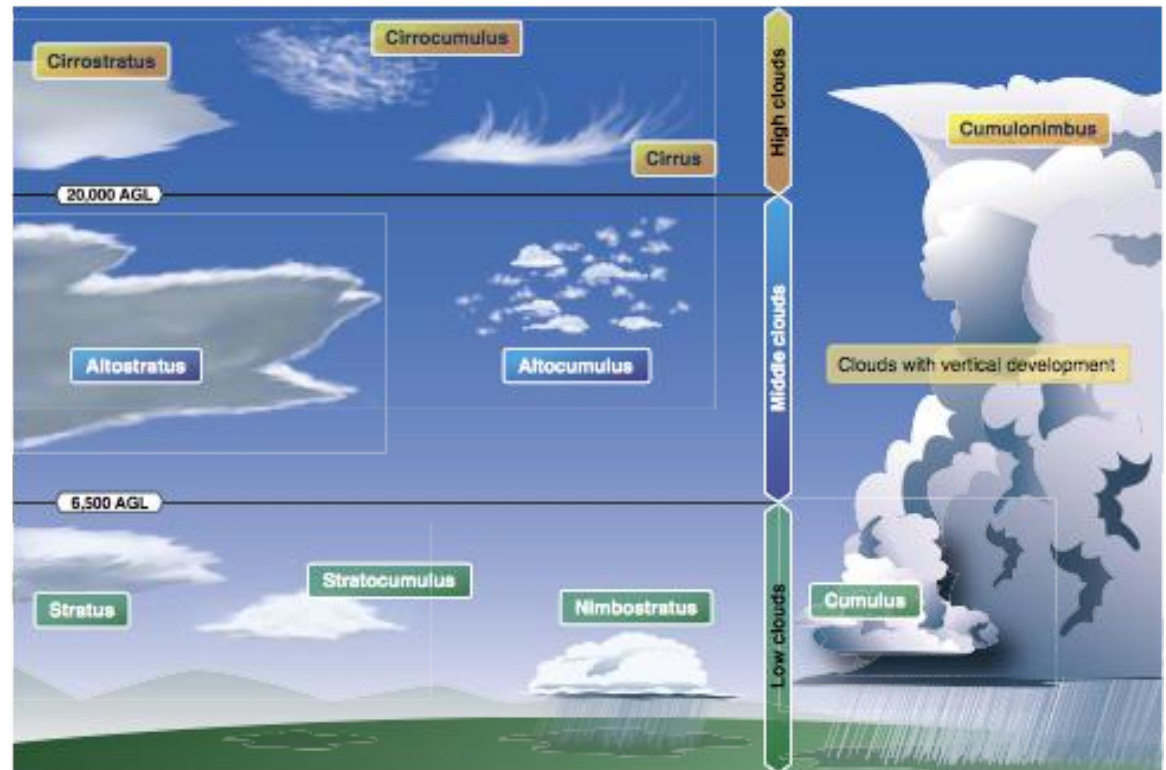 Cirrocumulus
Cirrostratus
Cirrus
High clouds
Cumulonimbus
20,000 AGL
Altostratus
Altocumulus
Middle clouds
Clouds with vertical development
6,500 AGL
Stratus
Stratocumulus
Nimbostratus
Low clouds
Cumulus